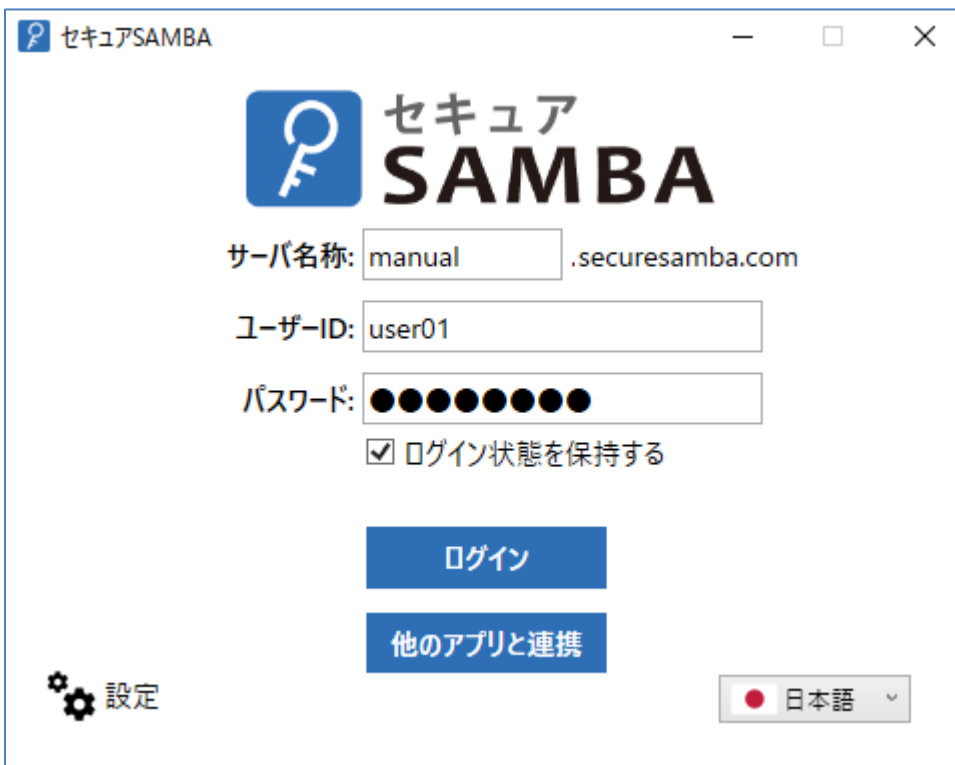 セキュアSAMBA
セキュア
SAMBA
サーバ名称: manual .securesamba.com
ユーザーID: user01
パスワード: ●●●●●●●●
ログイン状態を保持する
ログイン
他のアプリと連携
設定
日本語